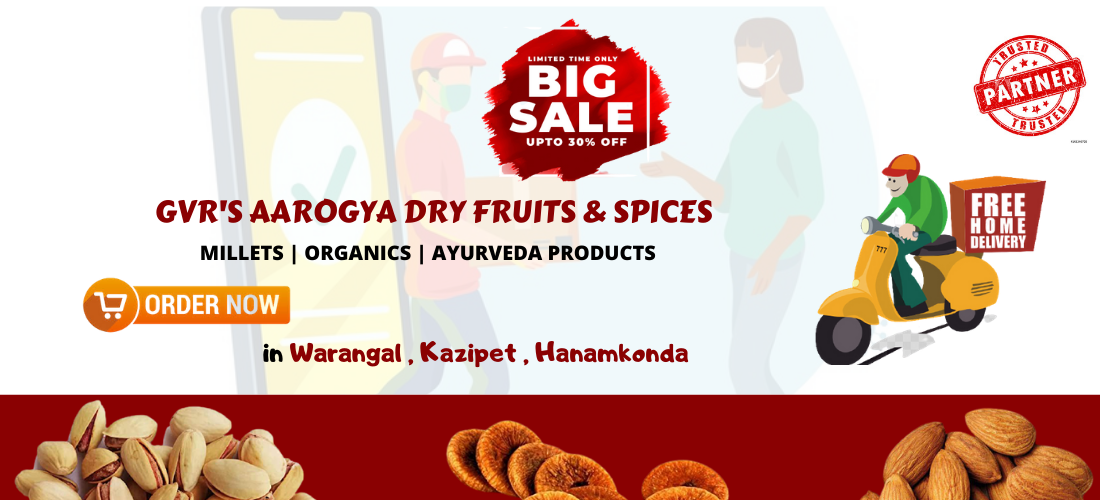 LIMITED TIME ONLY
BIG
SALE
UPTO 30% OFF
TRUSTED
PARTNER
TRUSTED
GVR'S AAROGYA DRY FRUITS & SPICES
MILLETS | ORGANICS | AYURVEDA PRODUCTS
FREE
HOME
DELIVERY
777
ORDER NOW
in Warangal , Kazipet , Hanamkonda